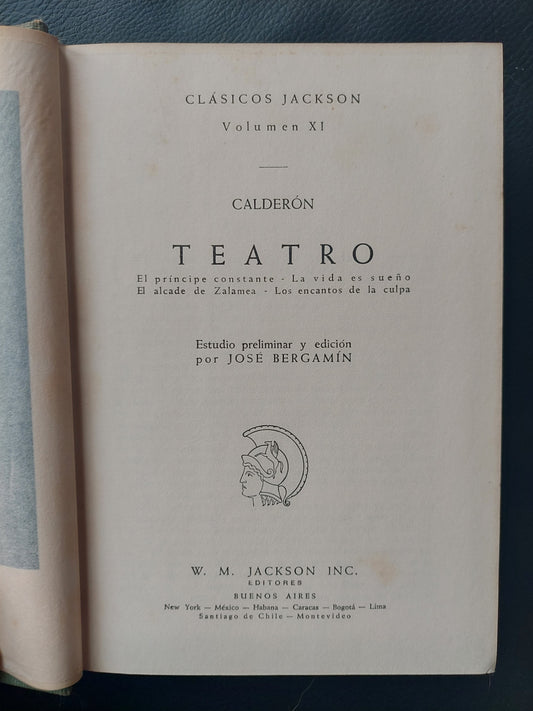 CLÁSICOS JACKSON
Volumen XI
CALDERÓN
TEATRO
El príncipe constante - La vida es sueño
El alcade de Zalamea - Los encantos de la culpa
Estudio preliminar y edición
por JOSÉ BERGAMÍN
W. M. JACKSON INC.
EDITORES
BUENOS AIRES
New York — México — Habana — Caracas — Bogotá — Lima
Santiago de Chile — Montevideo